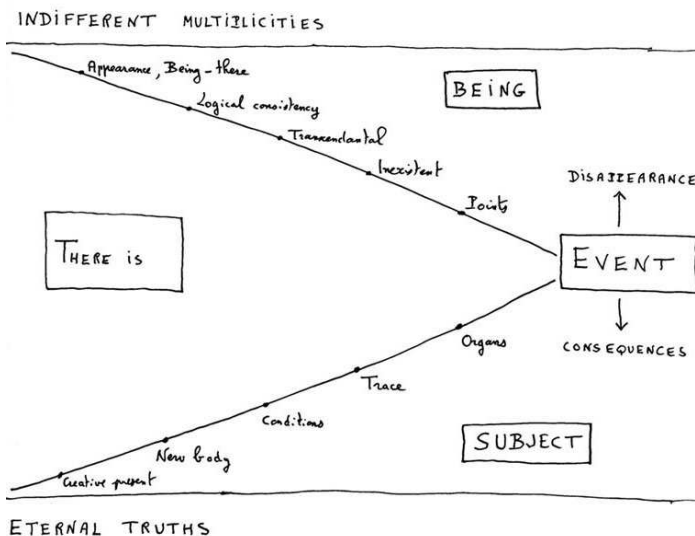 INDIFFERENT MULTIPLICITIES
Appearance, Being-there
BEING
Logical consistency
Transcendantal
Inexistent
DISAPPEARANCE
Points
THERE is
EVENT
Organs
CONSEQUENCES
Trace
Conditions
SUBJECT
New body
Creative present
ETERNAL TRUTHS